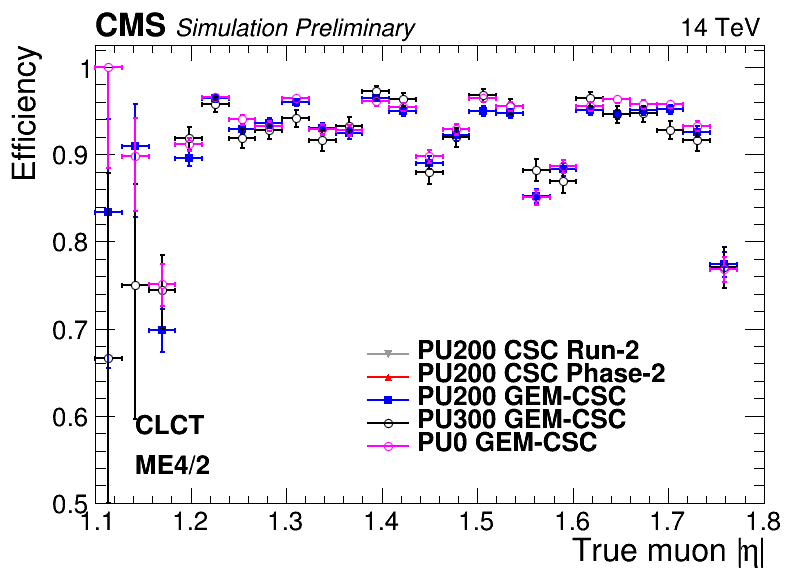 CMS Simulation Preliminary 14 TeV
Efficiency
1
0.9
0.8
0.7
0.6
0.5
PU200 CSC Run-2
PU200 CSC Phase-2
PU200 GEM-CSC
PU300 GEM-CSC
PU0 GEM-CSC
CLCT
ME4/2
1.1 1.2 1.3 1.4 1.5 1.6 1.7 1.8
True muon |η|